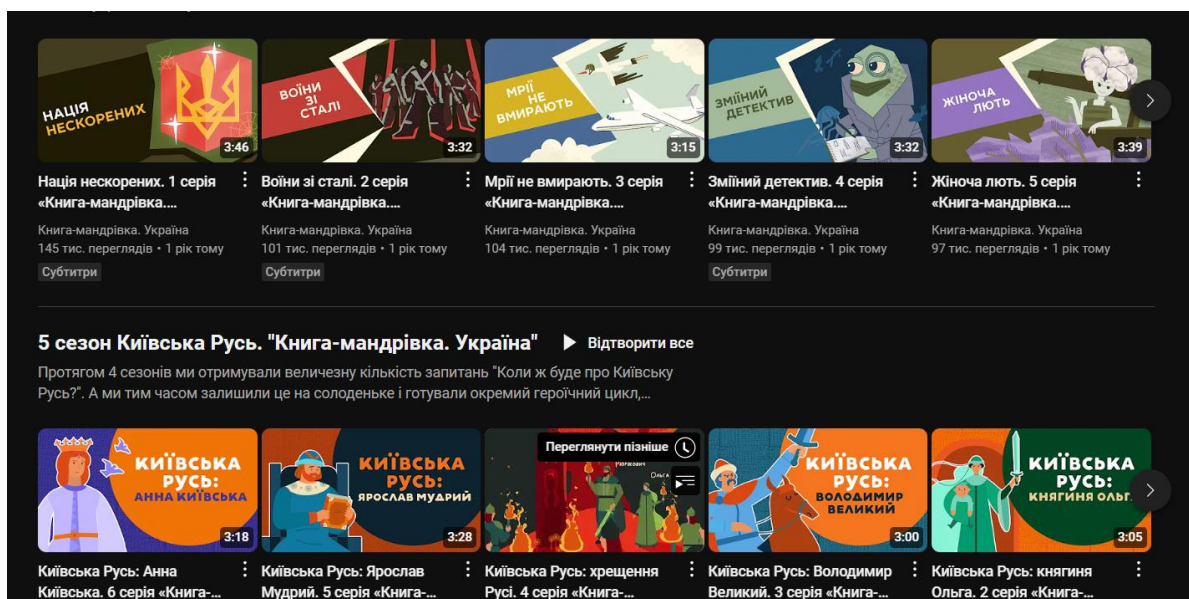 НАЦІЯ
НЕСКОРЕНИХ
3:46
ВОЇНИ
ЗІ
СТАЛІ
3:32
МРІЇ
НЕ
ВМИРАЮТЬ
3:15
ЗМІЇНИЙ
ДЕТЕКТИВ
3:32
ЖІНОЧА
ЛЮТЬ
3:39
Нація нескорених. 1 серія
«Книга-мандрівка....
Книга-мандрівка. Україна
145 тис. переглядів • 1 рік тому
Субтитри
Воїни зі сталі. 2 серія
«Книга-мандрівка....
Книга-мандрівка. Україна
101 тис. переглядів • 1 рік тому
Субтитри
Мрії не вмирають. 3 серія
«Книга-мандрівка....
Книга-мандрівка. Україна
104 тис. переглядів • 1 рік тому
Зміїний детектив. 4 серія
«Книга-мандрівка....
Книга-мандрівка. Україна
99 тис. переглядів • 1 рік тому
Субтитри
Жіноча лють. 5 серія
«Книга-мандрівка....
Книга-мандрівка. Україна
97 тис. переглядів • 1 рік тому
5 сезон Київська Русь. "Книга-мандрівка. Україна"
Відтворити все
Протягом 4 сезонів ми отримували величезну кількість запитань "Коли ж буде про Київську
Русь?". А ми тим часом залишили це на солоденьке і готували окремий героїчний цикл,...
КИЇВСЬКА
РУСЬ:
АННА КИЇВСЬКА
3:18
КИЇВСЬКА
РУСЬ:
ЯРОСЛАВ МУДРИЙ
3:28
Переглянути пізніше
Ольга
КИЇВСЬКА
РУСЬ:
ВОЛОДИМИР
ВЕЛИКИЙ
3:00
КИЇВСЬКА
РУСЬ:
КНЯГИНЯ ОЛЬГА
3:05
Київська Русь: Анна
Київська. 6 серія «Книга-...
Київська Русь: Ярослав
Мудрий. 5 серія «Книга-...
Київська Русь: хрещення
Русі. 4 серія «Книга-...
Київська Русь: Володимир
Великий. 3 серія «Книга-...
Київська Русь: княгиня
Ольга. 2 серія «Книга-...